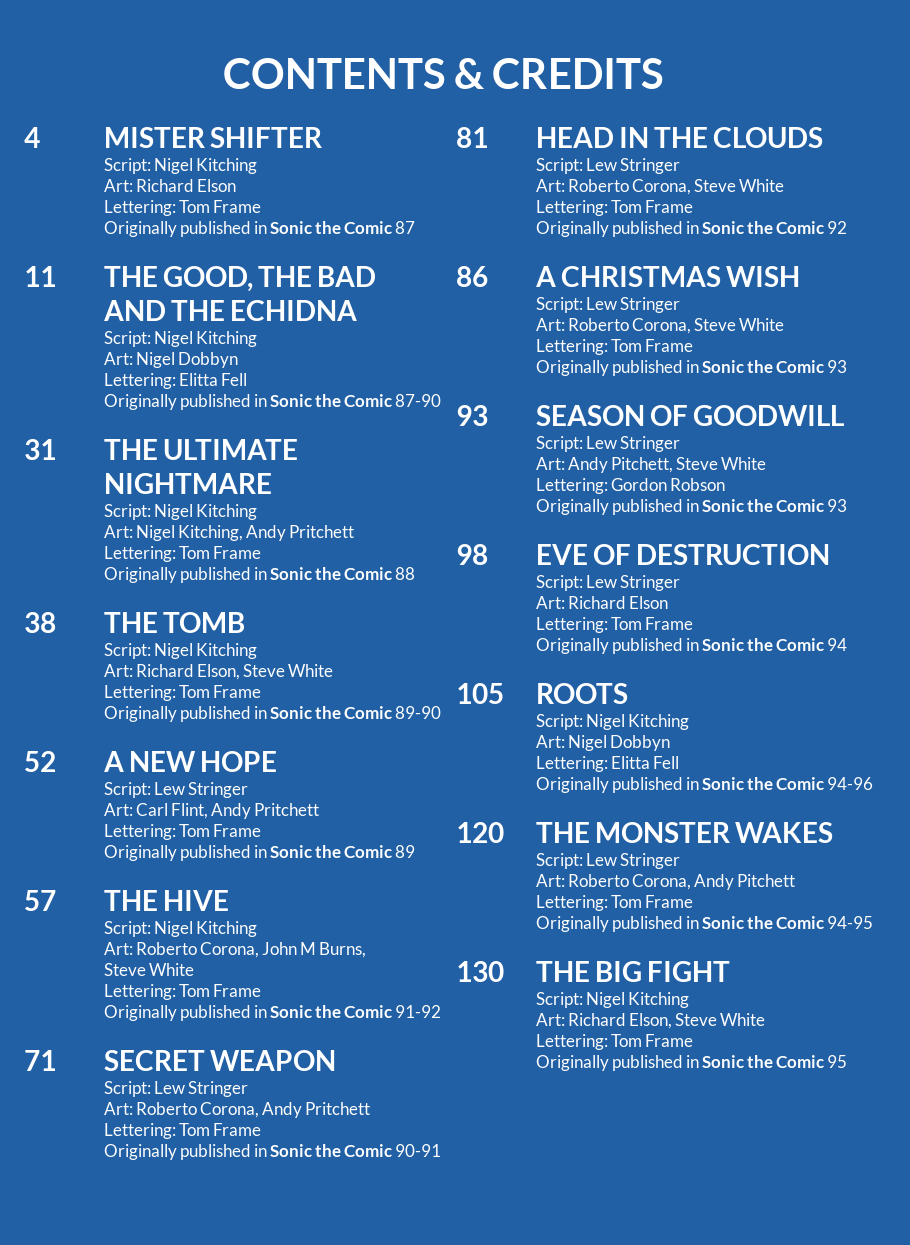 CONTENTS & CREDITS
4
MISTER SHIFTER
Script: Nigel Kitching
Art: Richard Elson
Lettering: Tom Frame
Originally published in Sonic the Comic 87
11
THE GOOD, THE BAD
AND THE ECHIDNA
Script: Nigel Kitching
Art: Nigel Dobbyn
Lettering: Elitta Fell
Originally published in Sonic the Comic 87-90
31
THE ULTIMATE
NIGHTMARE
Script: Nigel Kitching
Art: Nigel Kitching, Andy Pritchett
Lettering: Tom Frame
Originally published in Sonic the Comic 88
38
THE TOMB
Script: Nigel Kitching
Art: Richard Elson, Steve White
Lettering: Tom Frame
Originally published in Sonic the Comic 89-90
52
A NEW HOPE
Script: Lew Stringer
Art: Carl Flint, Andy Pritchett
Lettering: Tom Frame
Originally published in Sonic the Comic 89
57
THE HIVE
Script: Nigel Kitching
Art: Roberto Corona, John M Burns,
Steve White
Lettering: Tom Frame
Originally published in Sonic the Comic 91-92
71
SECRET WEAPON
Script: Lew Stringer
Art: Roberto Corona, Andy Pritchett
Lettering: Tom Frame
Originally published in Sonic the Comic 90-91
81
HEAD IN THE CLOUDS
Script: Lew Stringer
Art: Roberto Corona, Steve White
Lettering: Tom Frame
Originally published in Sonic the Comic 92
86
A CHRISTMAS WISH
Script: Lew Stringer
Art: Roberto Corona, Steve White
Lettering: Tom Frame
Originally published in Sonic the Comic 93
93
SEASON OF GOODWILL
Script: Lew Stringer
Art: Andy Pitchett, Steve White
Lettering: Gordon Robson
Originally published in Sonic the Comic 93
98
EVE OF DESTRUCTION
Script: Lew Stringer
Art: Richard Elson
Lettering: Tom Frame
Originally published in Sonic the Comic 94
105
ROOTS
Script: Nigel Kitching
Art: Nigel Dobbyn
Lettering: Elitta Fell
Originally published in Sonic the Comic 94-96
120
THE MONSTER WAKES
Script: Lew Stringer
Art: Roberto Corona, Andy Pitchett
Lettering: Tom Frame
Originally published in Sonic the Comic 94-95
130
THE BIG FIGHT
Script: Nigel Kitching
Art: Richard Elson, Steve White
Lettering: Tom Frame
Originally published in Sonic the Comic 95